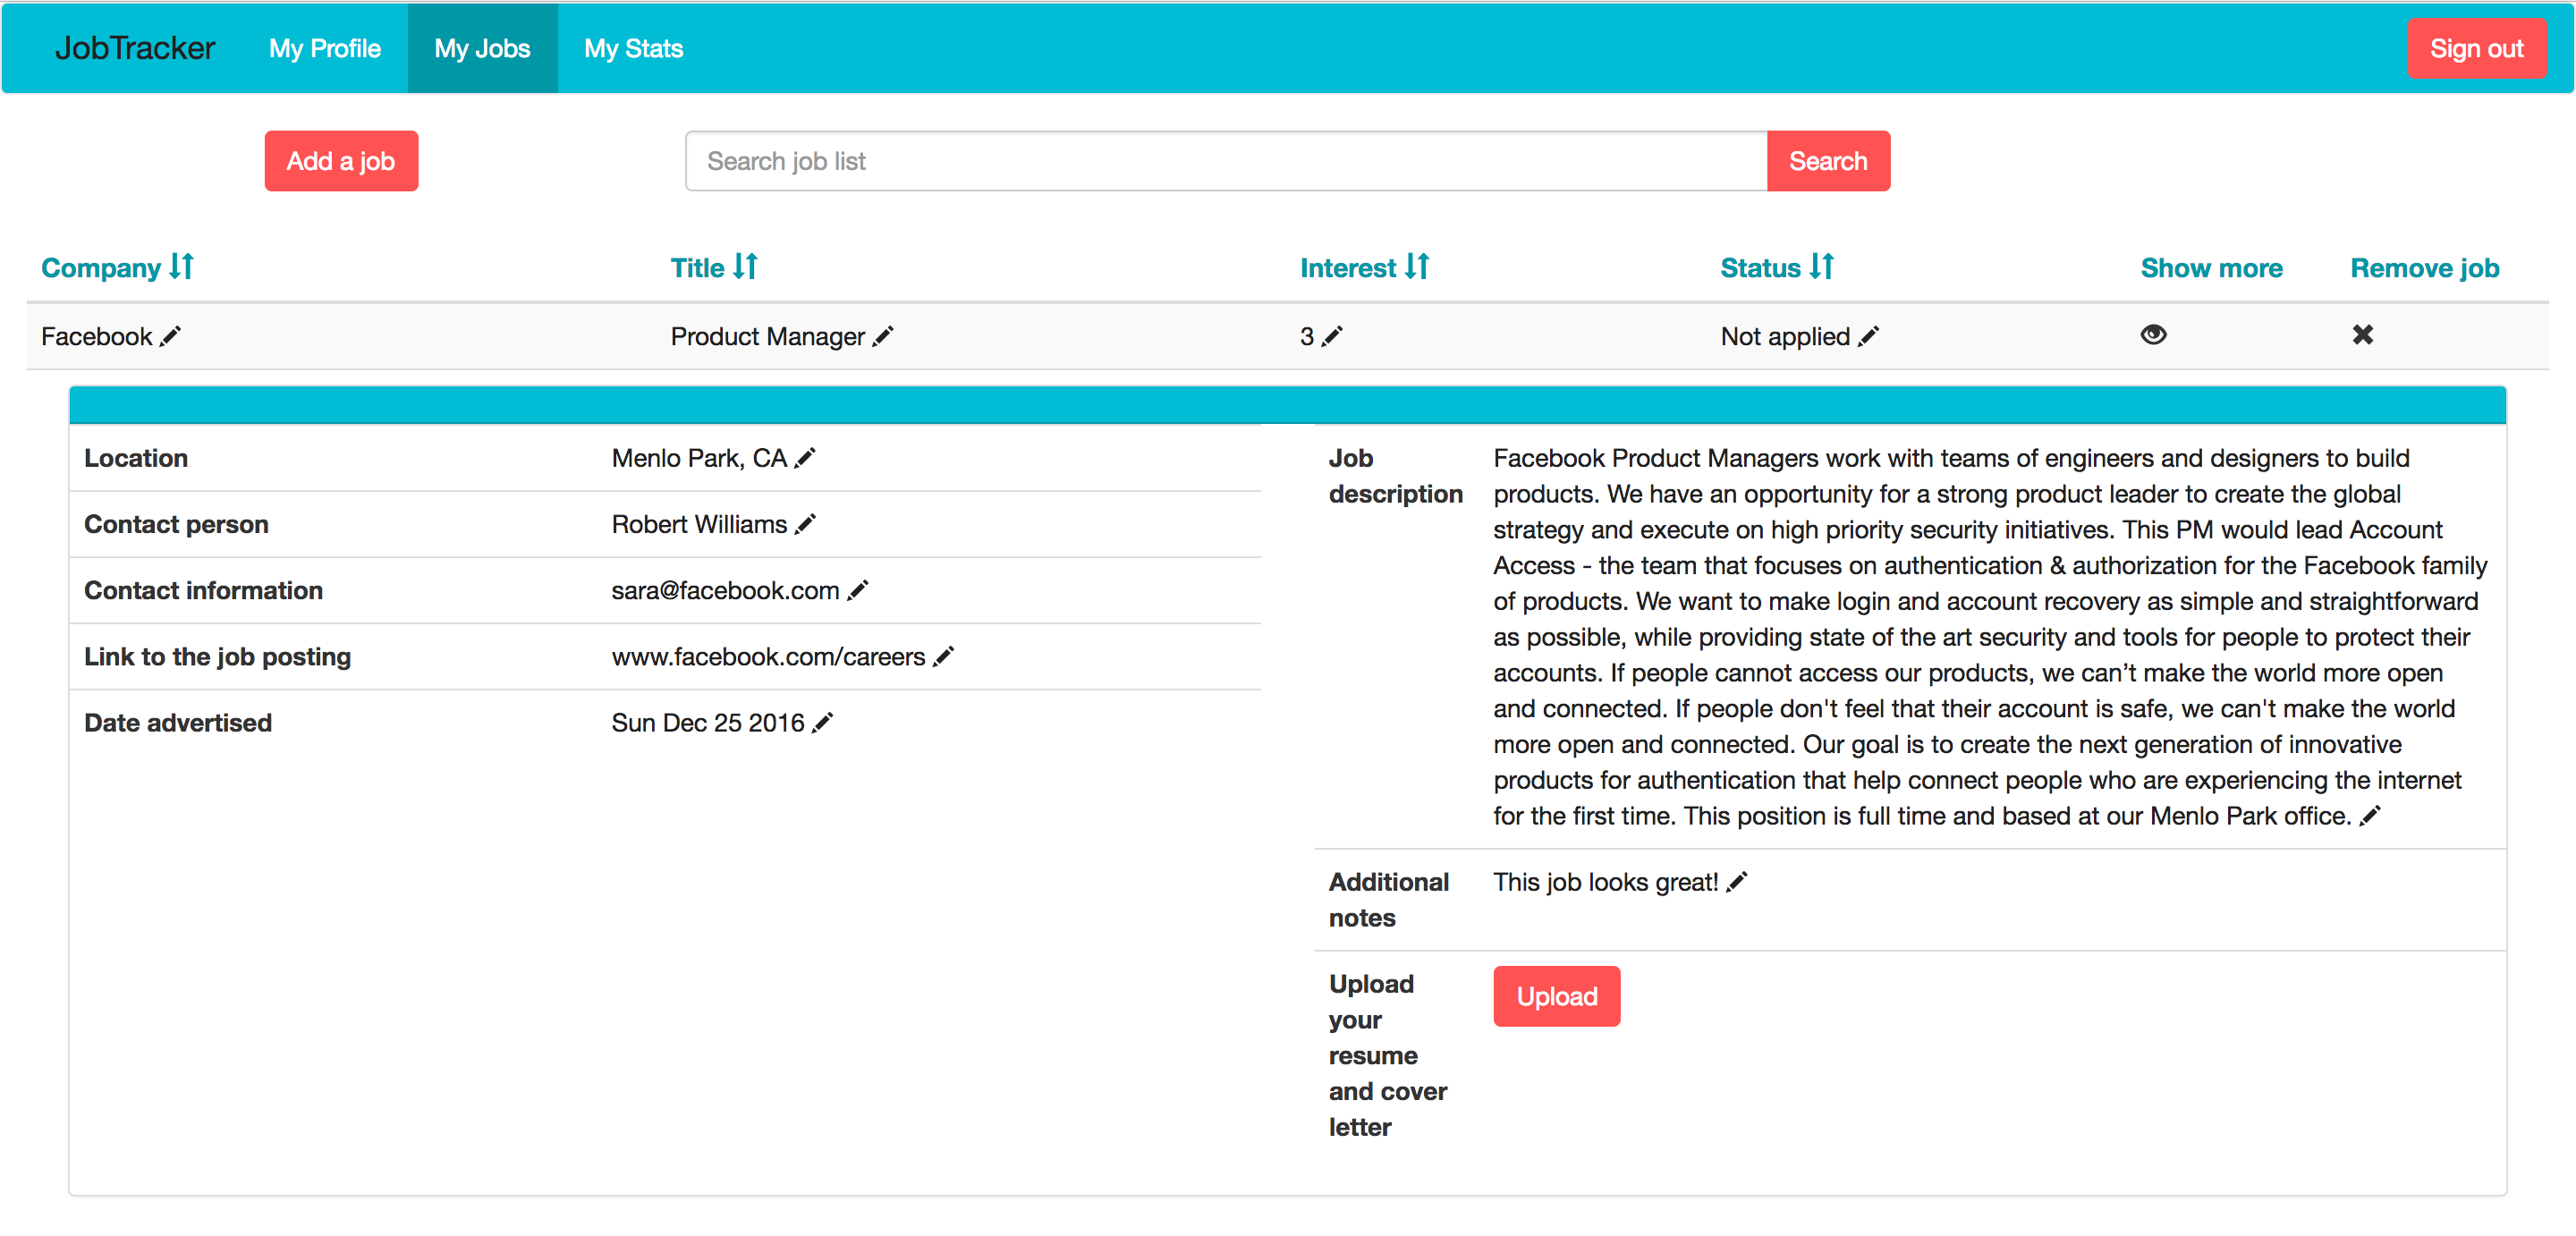 JobTracker My Profile My Jobs My Stats Sign out
Add a job Search job list Search
Company Title Interest Status Show more Remove job
Facebook Product Manager 3 Not applied
Location Menlo Park, CA
Contact person Robert Williams
Contact information sara@facebook.com
Link to the job posting www.facebook.com/careers
Date advertised Sun Dec 25 2016
Job
description
Facebook Product Managers work with teams of engineers and designers to build
products. We have an opportunity for a strong product leader to create the global
strategy and execute on high priority security initiatives. This PM would lead Account
Access - the team that focuses on authentication & authorization for the Facebook family
of products. We want to make login and account recovery as simple and straightforward
as possible, while providing state of the art security and tools for people to protect their
accounts. If people cannot access our products, we can’t make the world more open
and connected. If people don't feel that their account is safe, we can't make the world
more open and connected. Our goal is to create the next generation of innovative
products for authentication that help connect people who are experiencing the internet
for the first time. This position is full time and based at our Menlo Park office.
Additional
notes
This job looks great!
Upload
your
resume
and cover
letter
Upload